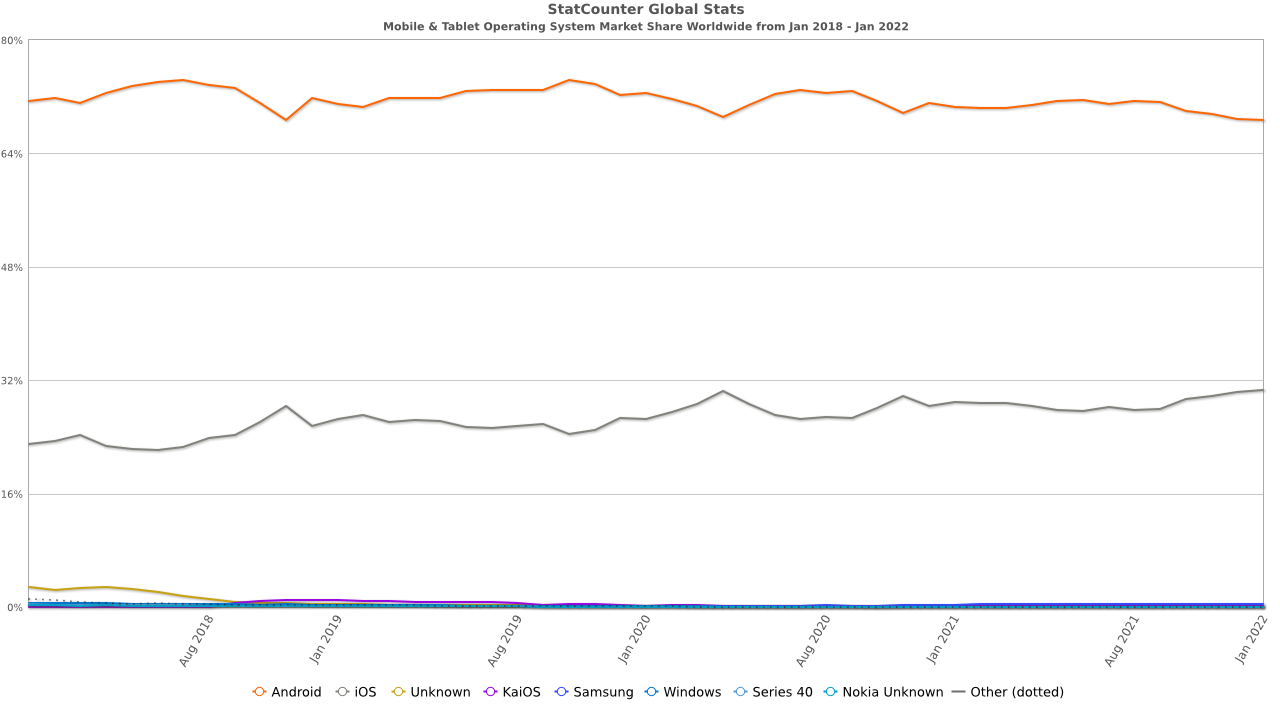 StatCounter Global Stats
Mobile & Tablet Operating System Market Share Worldwide from Jan 2018 - Jan 2022
80%
64%
48%
32%
16%
0%
Aug 2018
Jan 2019
Aug 2019
Jan 2020
Aug 2020
Jan 2021
Aug 2021
Jan 2022
Android iOS Unknown KaiOS Samsung Windows Series 40 Nokia Unknown Other (dotted)